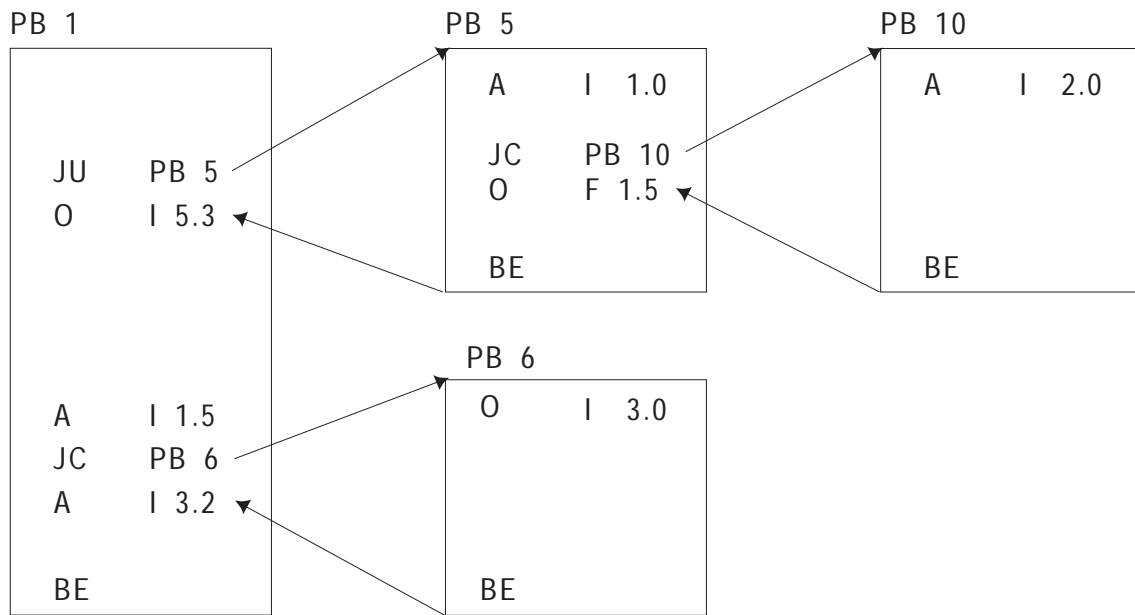 PB 1
JU PB 5
O I 5.3
A I 1.5
JC PB 6
A I 3.2
BE
PB 5
A I 1.0
JC PB 10
O F 1.5
BE
PB 10
A I 2.0
BE
PB 6
O I 3.0
BE